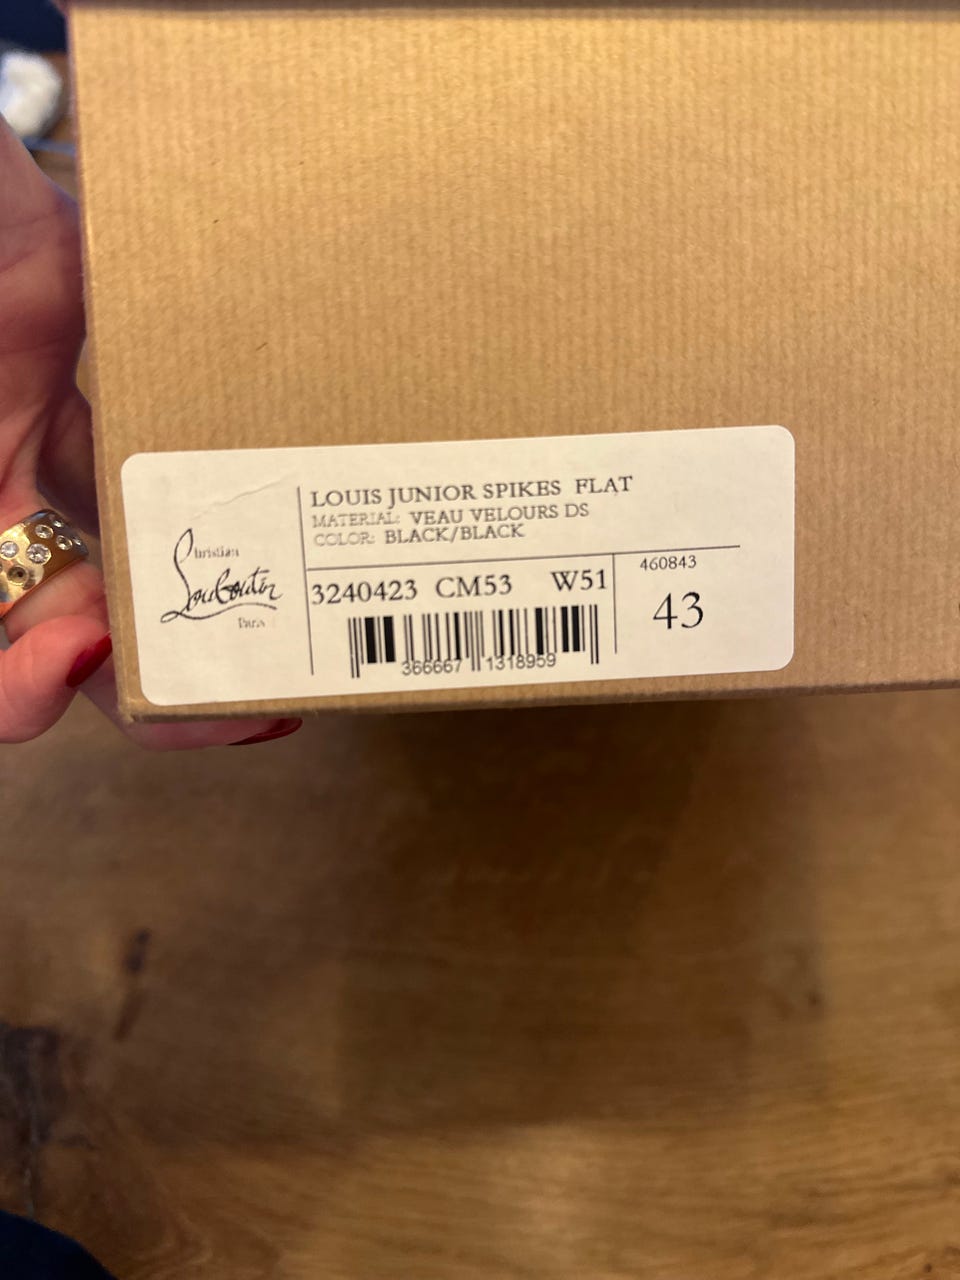 LOUIS JUNIOR SPIKES FLAT
MATERIAL: VEAU VELOURS DS
COLOR: BLACK/BLACK
Christian
Louboutin
Paris
3240423 CM53 W51
460843
43
366667 1318959